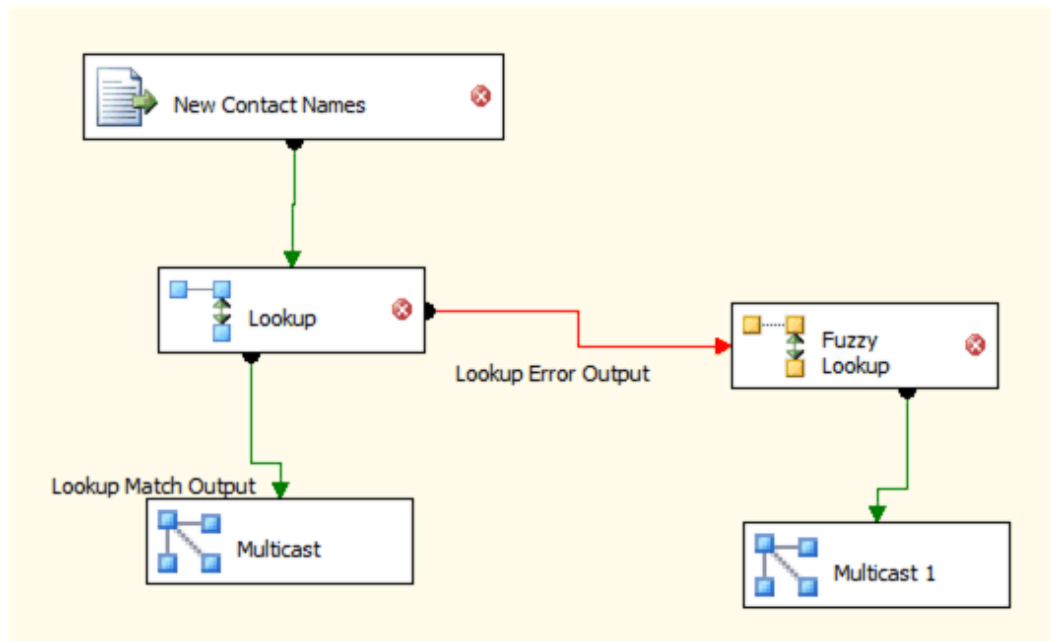 New Contact Names
Lookup
Lookup Error Output
Fuzzy
Lookup
Lookup Match Output
Multicast
Multicast 1